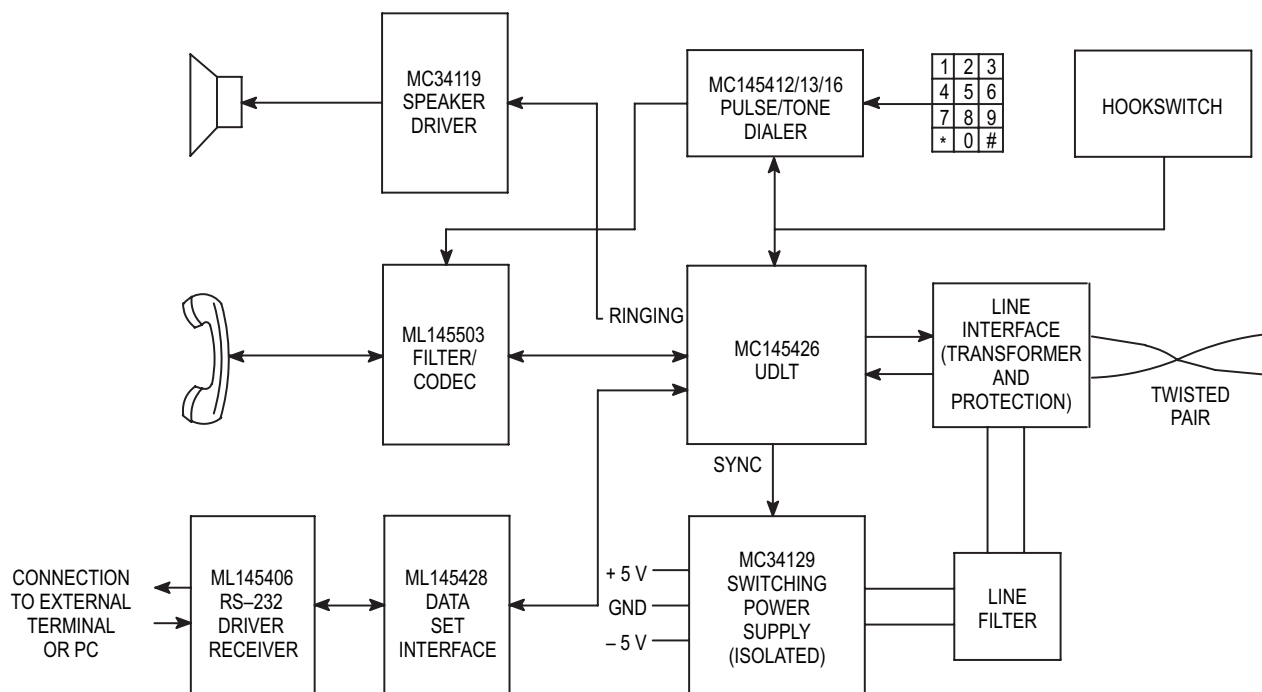 MC34119
SPEAKER
DRIVER
MC145412/13/16
PULSE/TONE
DIALER
1 2 3
4 5 6
7 8 9
* 0 #
HOOKSWITCH
RINGING
ML145503
FILTER/
CODEC
MC145426
UDLT
LINE
INTERFACE
(TRANSFORMER
AND
PROTECTION)
TWISTED
PAIR
SYNC
CONNECTION
TO EXTERNAL
TERMINAL
OR PC
ML145406
RS–232
DRIVER
RECEIVER
ML145428
DATA
SET
INTERFACE
+ 5 V
GND
– 5 V
MC34129
SWITCHING
POWER
SUPPLY
(ISOLATED)
LINE
FILTER